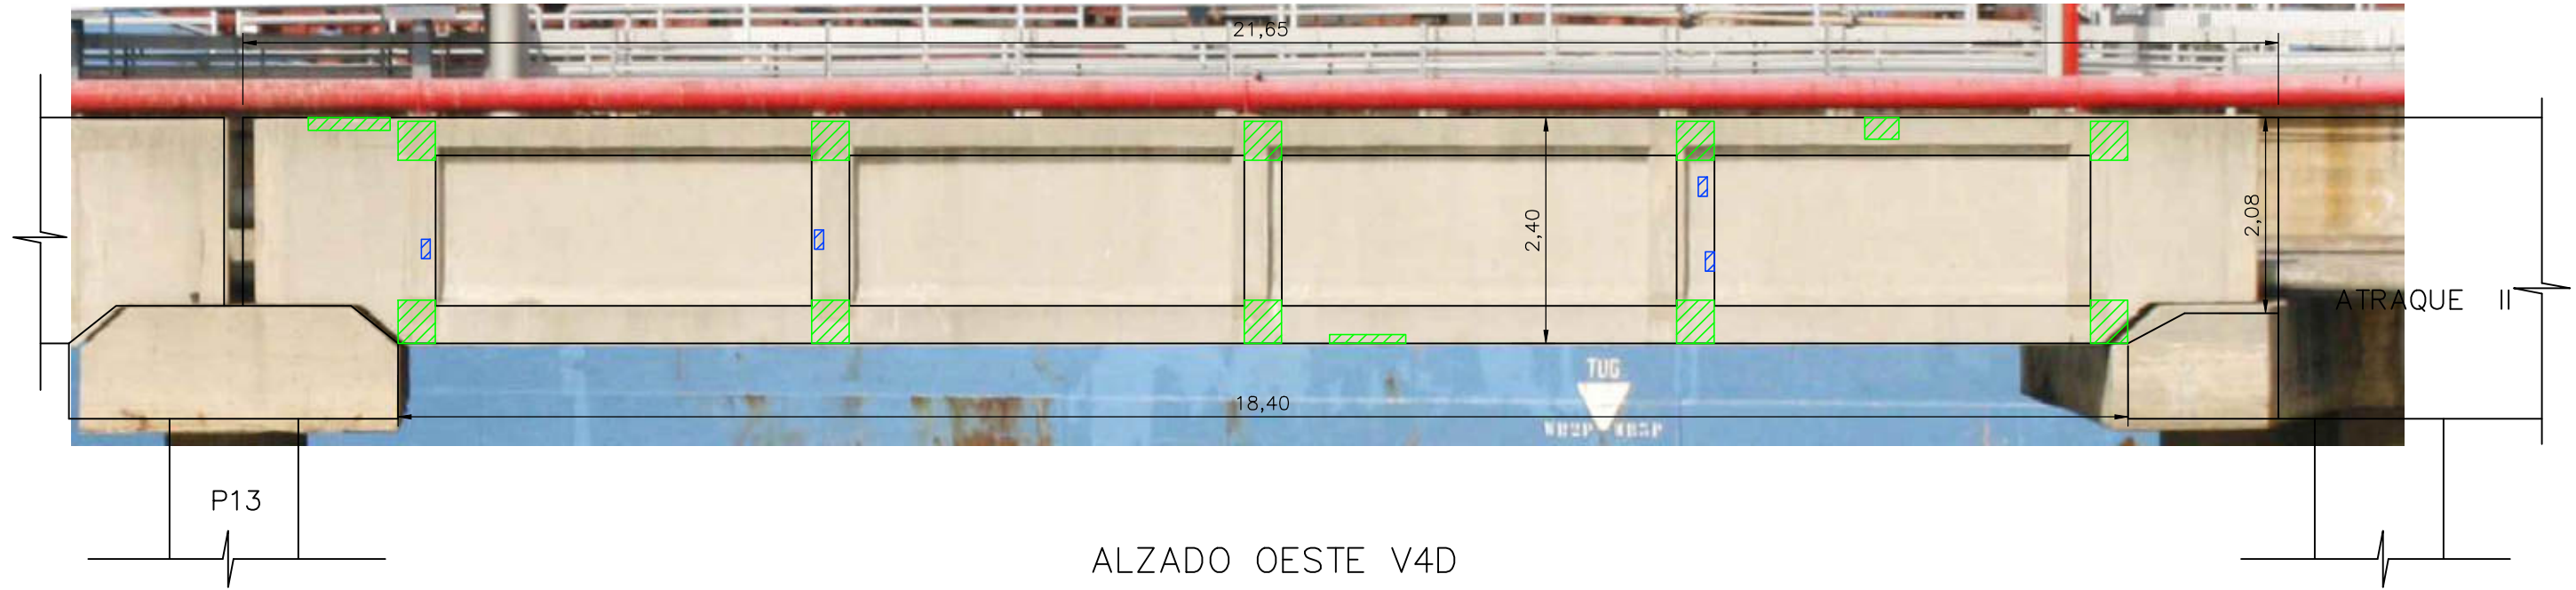 21,65
2,40
2,08
ATRAQUE II
TUG
18,40
P13
ALZADO OESTE V4D